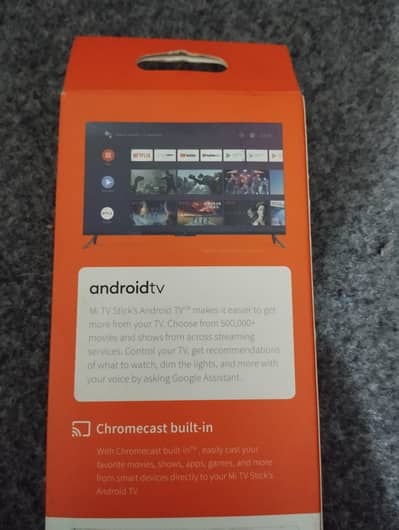 NETFLIX
androidtv
Mi TV Stick's Android TV™ makes it easier to get
more from your TV. Choose from 500,000+
movies and shows from across streaming
services. Control your TV, get recommendations
of what to watch, dim the lights, and more with
your voice by asking Google Assistant.
Chromecast built-in
With Chromecast built-in™, easily cast your
favorite movies, shows, apps, games, and more
from smart devices directly to your Mi TV Stick's
Android TV.